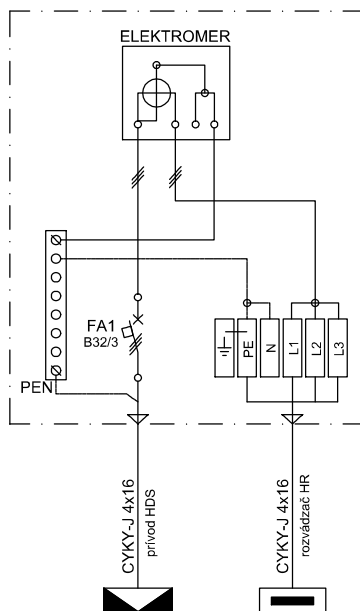 ELEKTROMER
FA1
B32/3
PEN
PE
N
L1
L2
L3
CYKY-J 4x16
prívod HDS
CYKY-J 4x16
rozvádzač HR